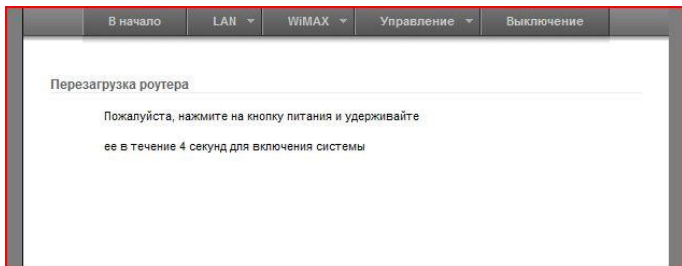 В начало LAN WiMAX Управление Выключение
Перезагрузка роутера
Пожалуйста, нажмите на кнопку питания и удерживайте
ее в течение 4 секунд для включения системы